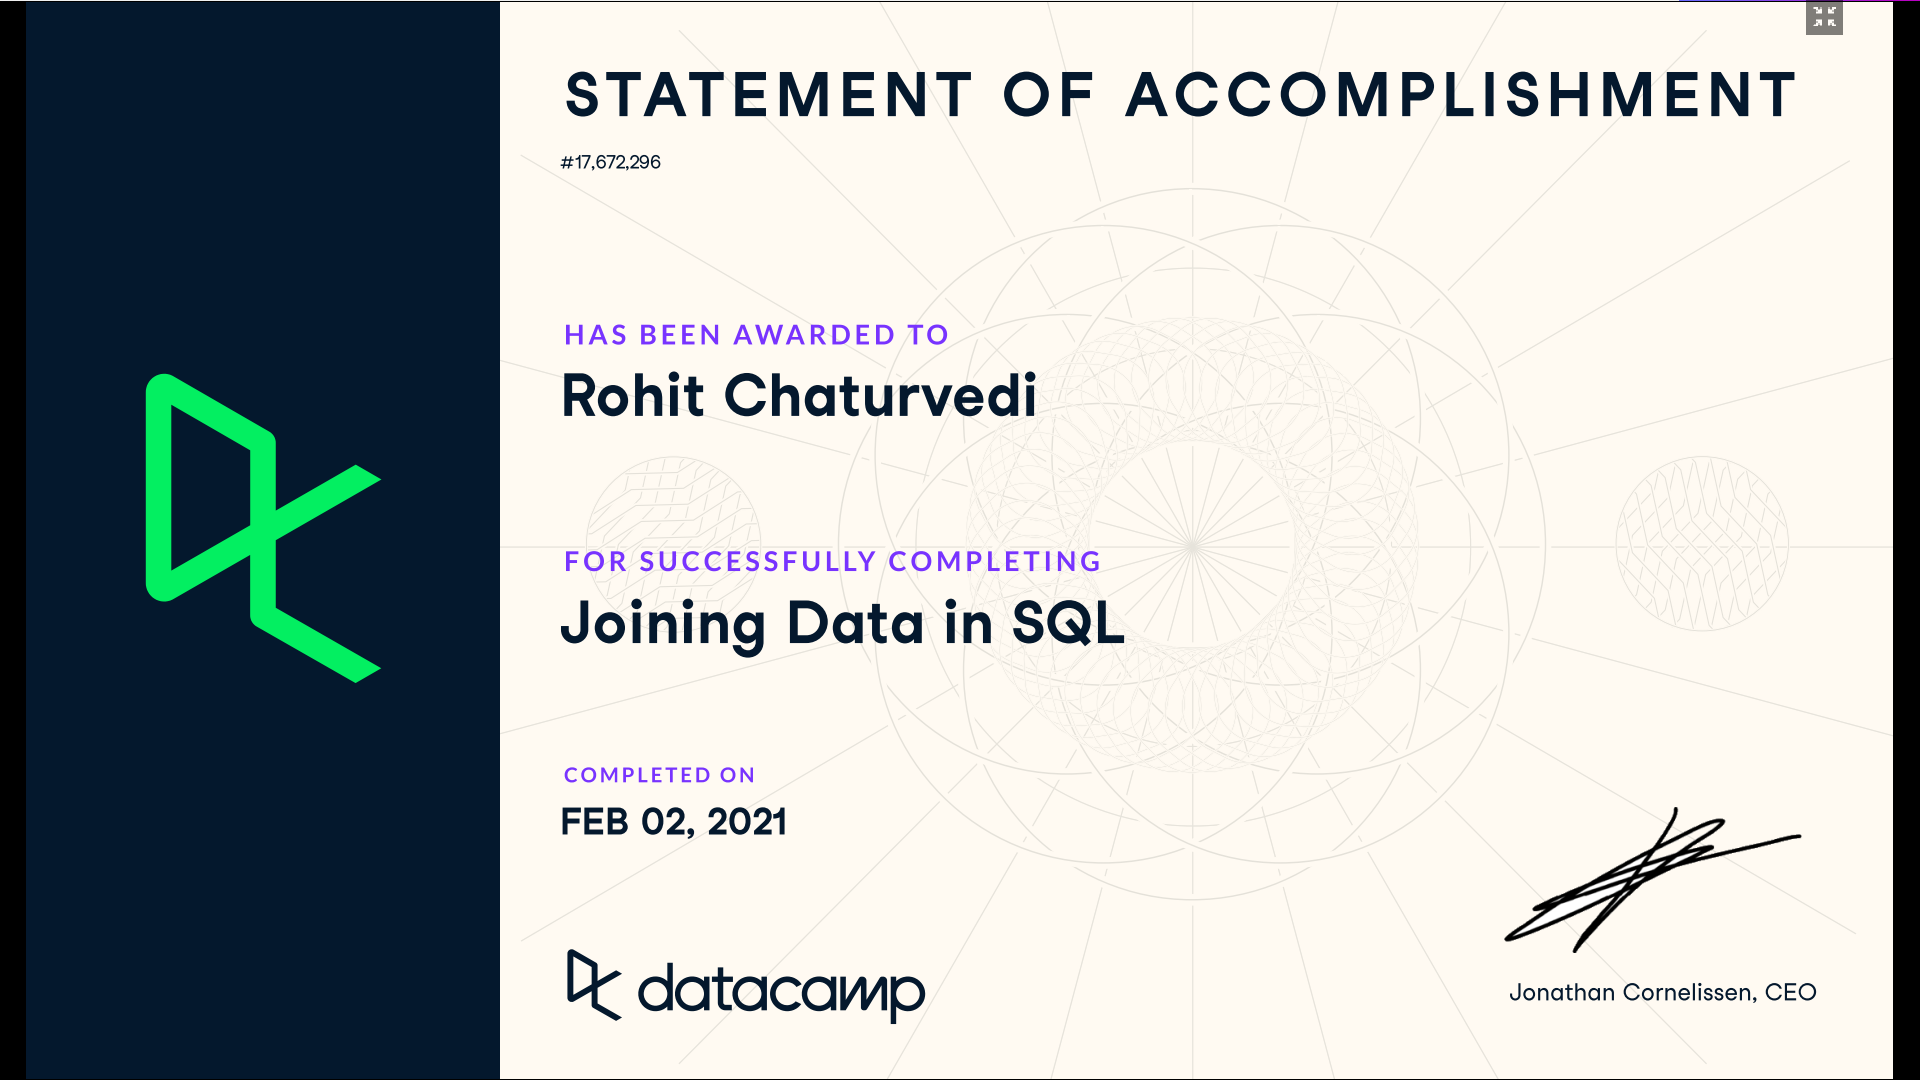 STATEMENT OF ACCOMPLISHMENT
#17,672,296
HAS BEEN AWARDED TO
Rohit Chaturvedi
FOR SUCCESSFULLY COMPLETING
Joining Data in SQL
COMPLETED ON
FEB 02, 2021
datacamp
Jonathan Cornelissen, CEO